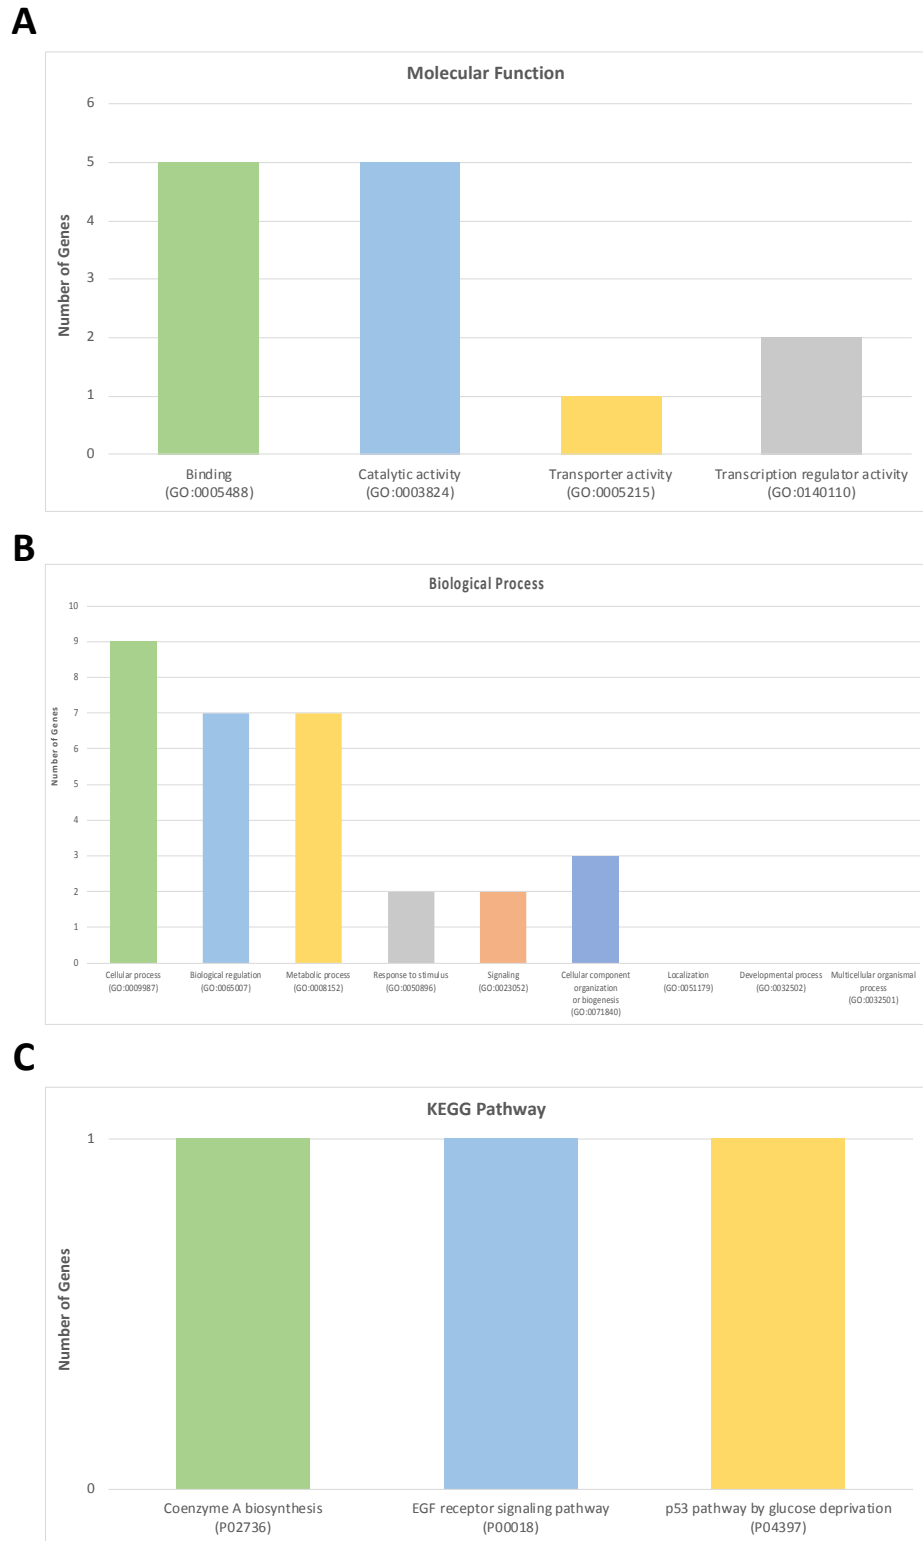 A
Molecular Function
6
5
4
3
2
1
0
Number of Genes
Binding
(GO:0005488)
Catalytic activity
(GO:0003824)
Transporter activity
(GO:0005215)
Transcription regulator activity
(GO:0140110)
B
Biological Process
10
9
8
7
6
5
4
3
2
1
0
Number of Genes
Cellular process
(GO:0009987)
Biological regulation
(GO:0065007)
Metabolic process
(GO:0008152)
Response to stimulus
(GO:0050896)
Signaling
(GO:0023052)
Cellular component
organization
or biogenesis
(GO:0071840)
Localization
(GO:0051179)
Developmental process
(GO:0032502)
Multicellular organismal
process
(GO:0032501)
C
KEGG Pathway
1
0
Number of Genes
Coenzyme A biosynthesis
(P02736)
EGF receptor signaling pathway
(P00018)
p53 pathway by glucose deprivation
(P04397)